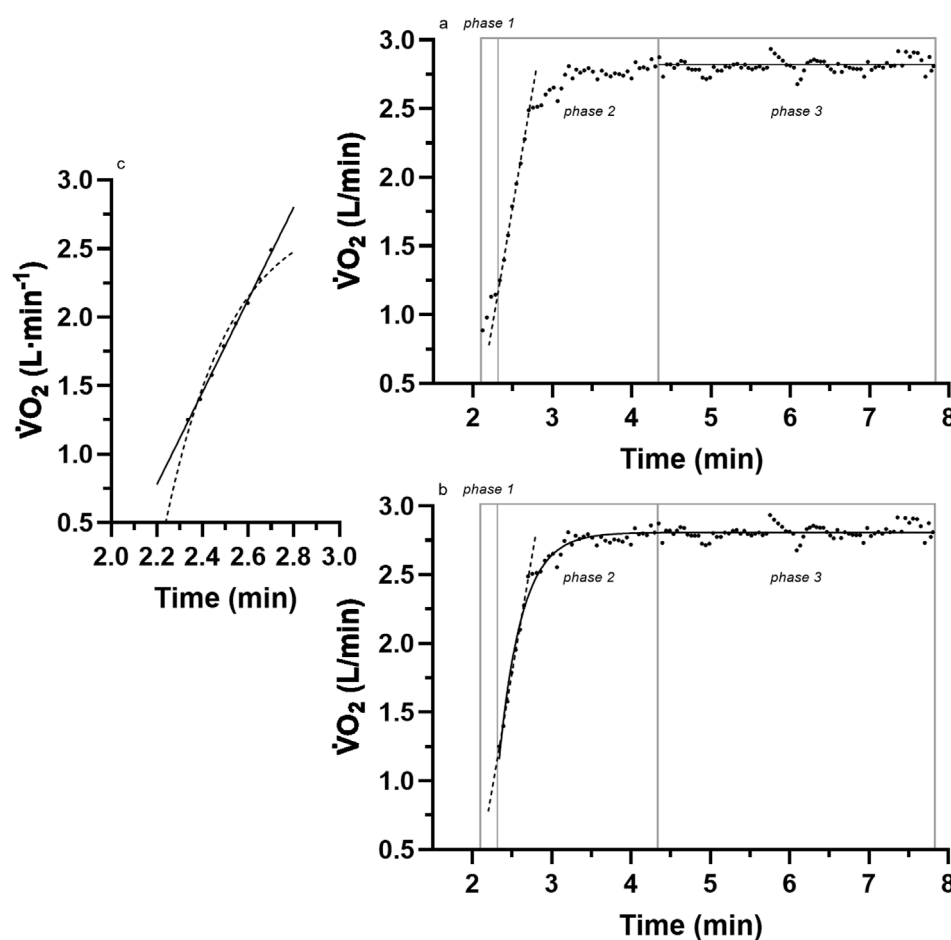 a phase 1
3.0
2.5
2.0
1.5
1.0
0.5
V̇O₂ (L/min)
phase 2
phase 3
2 3 4 5 6 7 8
Time (min)
c
3.0
2.5
2.0
1.5
1.0
0.5
V̇O₂ (L·min⁻¹)
2.0 2.2 2.4 2.6 2.8 3.0
Time (min)
b phase 1
3.0
2.5
2.0
1.5
1.0
0.5
V̇O₂ (L/min)
phase 2
phase 3
2 3 4 5 6 7 8
Time (min)